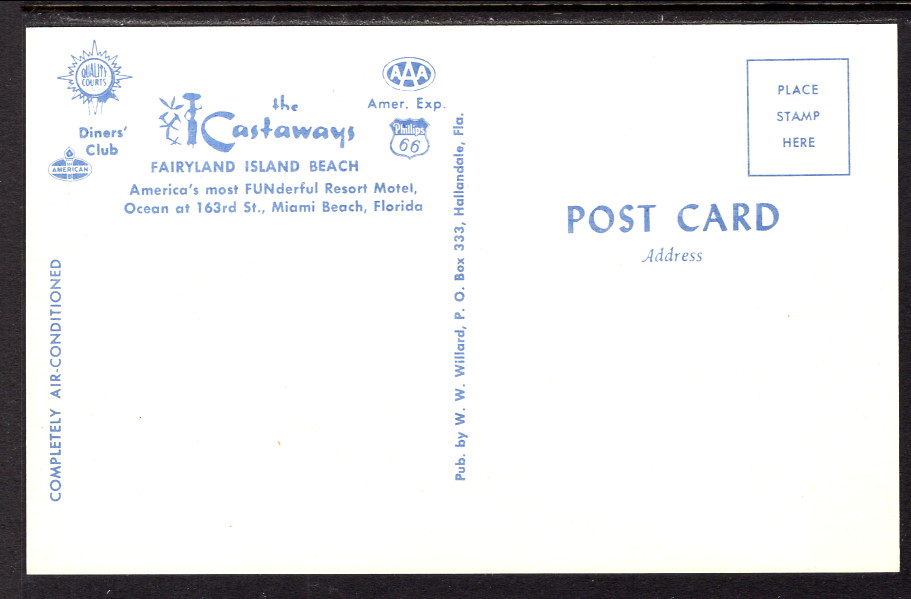 QUALITY
COURTS
Diners'
Club
AMERICAN
the
Castaways
FAIRYLAND ISLAND BEACH
America's most FUNderful Resort Motel,
Ocean at 163rd St., Miami Beach, Florida
AAA
Amer. Exp.
Phillips
66
COMPLETELY AIR-CONDITIONED
Pub. by W. W. Willard, P. O. Box 333, Hallandale, Fla.
PLACE
STAMP
HERE
POST CARD
Address